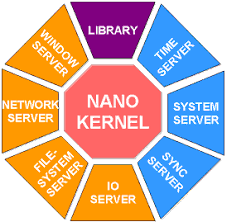 LIBRARY
TIME
SERVER
SYSTEM
SERVER
SYNC
SERVER
IO
SERVER
FILE-
SYSTEM
SERVER
NETWORK
SERVER
WINDOW
SERVER
NANO
KERNEL